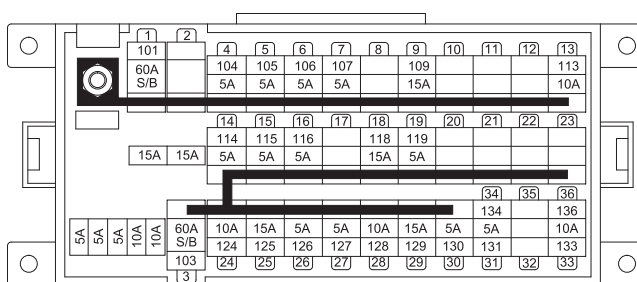 1 2 4 5 6 7 8 9 10 11 12 13
101 104 105 106 107 109 113
60A S/B 5A 5A 5A 5A 15A 10A
14 15 16 17 18 19 20 21 22 23
114 115 116 118 119
15A 15A 5A 5A 5A 15A 5A
34 35 36
134 136
5A 5A 5A 10A 10A 60A S/B 10A 15A 5A 5A 10A 15A 5A 5A 10A
103 124 125 126 127 128 129 130 131 133
3 24 25 26 27 28 29 30 31 32 33